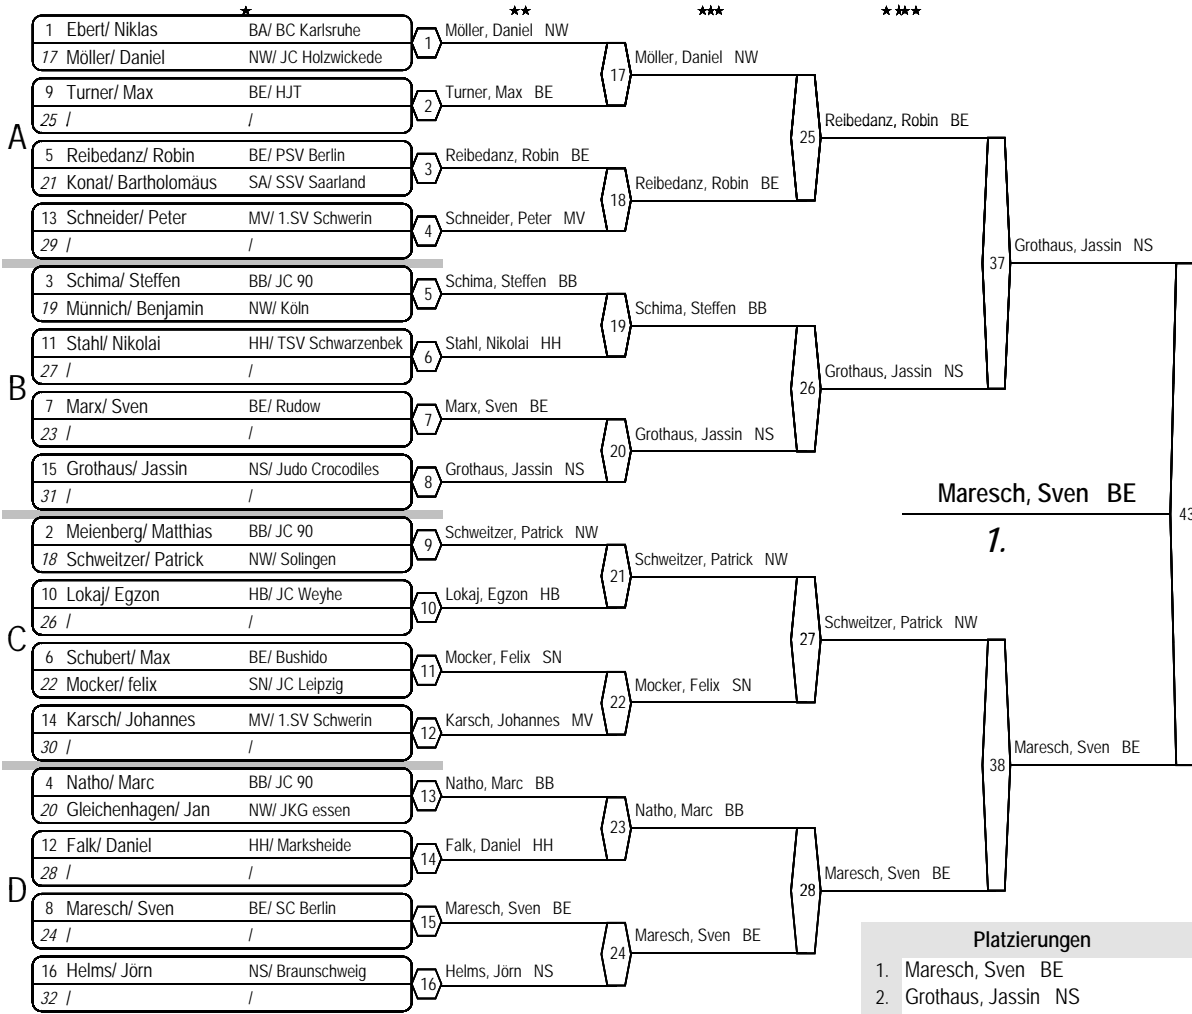 ★ ★★ ★★★ ★★★★
1 Ebert/ Niklas BA/ BC Karlsruhe
17 Möller/ Daniel NW/ JC Holzwickede
1 Möller, Daniel NW
9 Turner/ Max BE/ HJT
25 / /
2 Turner, Max BE
17 Möller, Daniel NW
A
5 Reibedanz/ Robin BE/ PSV Berlin
21 Konat/ Bartholomäus SA/ SSV Saarland
3 Reibedanz, Robin BE
13 Schneider/ Peter MV/ 1.SV Schwerin
29 / /
4 Schneider, Peter MV
18 Reibedanz, Robin BE
25 Reibedanz, Robin BE
3 Schima/ Steffen BB/ JC 90
19 Münnich/ Benjamin NW/ Köln
5 Schima, Steffen BB
11 Stahl/ Nikolai HH/ TSV Schwarzenbek
27 / /
6 Stahl, Nikolai HH
19 Schima, Steffen BB
B
7 Marx/ Sven BE/ Rudow
23 / /
7 Marx, Sven BE
15 Grothaus/ Jassin NS/ Judo Crocodiles
31 / /
8 Grothaus, Jassin NS
20 Grothaus, Jassin NS
26 Grothaus, Jassin NS
37 Grothaus, Jassin NS
Maresch, Sven BE
1.
43
2 Meienberg/ Matthias BB/ JC 90
18 Schweitzer/ Patrick NW/ Solingen
9 Schweitzer, Patrick NW
10 Lokaj/ Egzon HB/ JC Weyhe
26 / /
10 Lokaj, Egzon HB
21 Schweitzer, Patrick NW
C
6 Schubert/ Max BE/ Bushido
22 Mocker/ felix SN/ JC Leipzig
11 Mocker, Felix SN
14 Karsch/ Johannes MV/ 1.SV Schwerin
30 / /
12 Karsch, Johannes MV
22 Mocker, Felix SN
27 Schweitzer, Patrick NW
4 Natho/ Marc BB/ JC 90
20 Gleichenhagen/ Jan NW/ JKG essen
13 Natho, Marc BB
12 Falk/ Daniel HH/ Marksheide
28 / /
14 Falk, Daniel HH
23 Natho, Marc BB
D
8 Maresch/ Sven BE/ SC Berlin
24 / /
15 Maresch, Sven BE
16 Helms/ Jörn NS/ Braunschweig
32 / /
16 Helms, Jörn NS
24 Maresch, Sven BE
28 Maresch, Sven BE
38 Maresch, Sven BE
Platzierungen
1. Maresch, Sven BE
2. Grothaus, Jassin NS